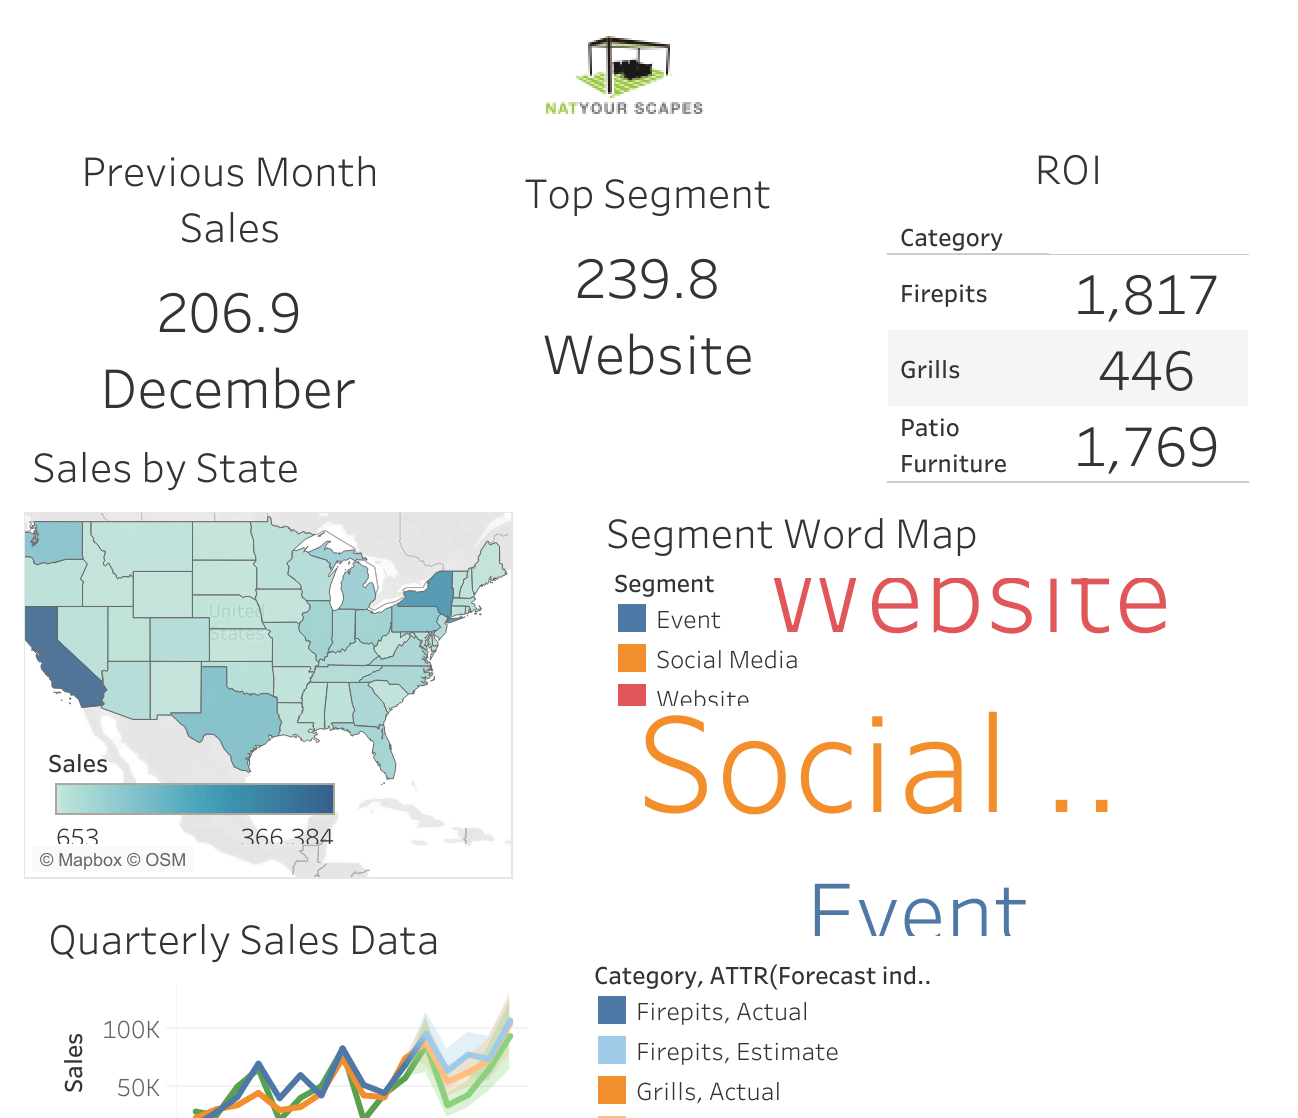 NATYOUR SCAPES
Previous Month
Sales
206.9
December
Top Segment
239.8
Website
ROI
Category
Firepits 1,817
Grills 446
Patio
Furniture 1,769
Sales by State
United
States
Sales
653 366,384
© Mapbox © OSM
Segment Word Map
Segment
Event
Social Media
Website
Website
Social ..
Event
Quarterly Sales Data
Sales
100K
50K
Category, ATTR(Forecast ind..
Firepits, Actual
Firepits, Estimate
Grills, Actual